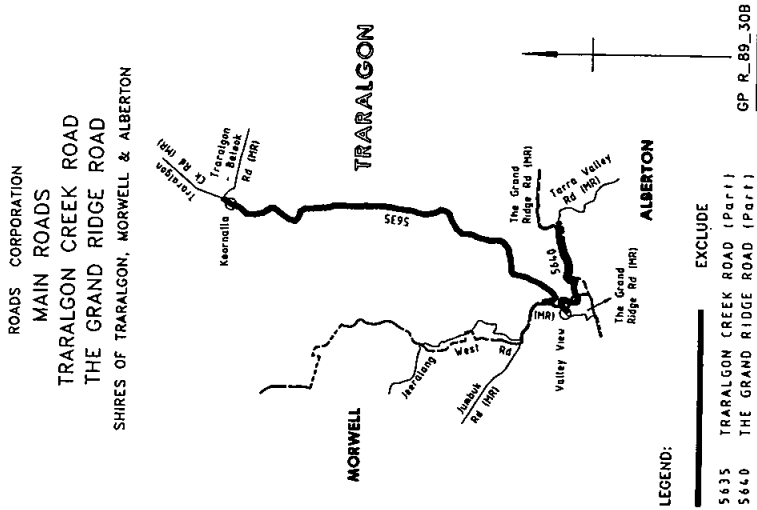 ROADS CORPORATION
MAIN ROADS
TRARALGON CREEK ROAD
THE GRAND RIDGE ROAD
SHIRES OF TRARALGON, MORWELL & ALBERTON
Traralgon
Ck Rd (MR)
Traralgon
- Balook
Rd (MR)
Koornalla
TRARALGON
5635
MORWELL
Jeeralang
West
Rd
Jumbuk
Rd (MR)
The Grand
Ridge Rd (MR)
Tarra Valley
Rd (MR)
5640
(MR)
Valley View
The Grand
Ridge Rd (MR)
ALBERTON
LEGEND:
EXCLUDE
5635 TRARALGON CREEK ROAD (Part)
5640 THE GRAND RIDGE ROAD (Part)
GP R_89_30B